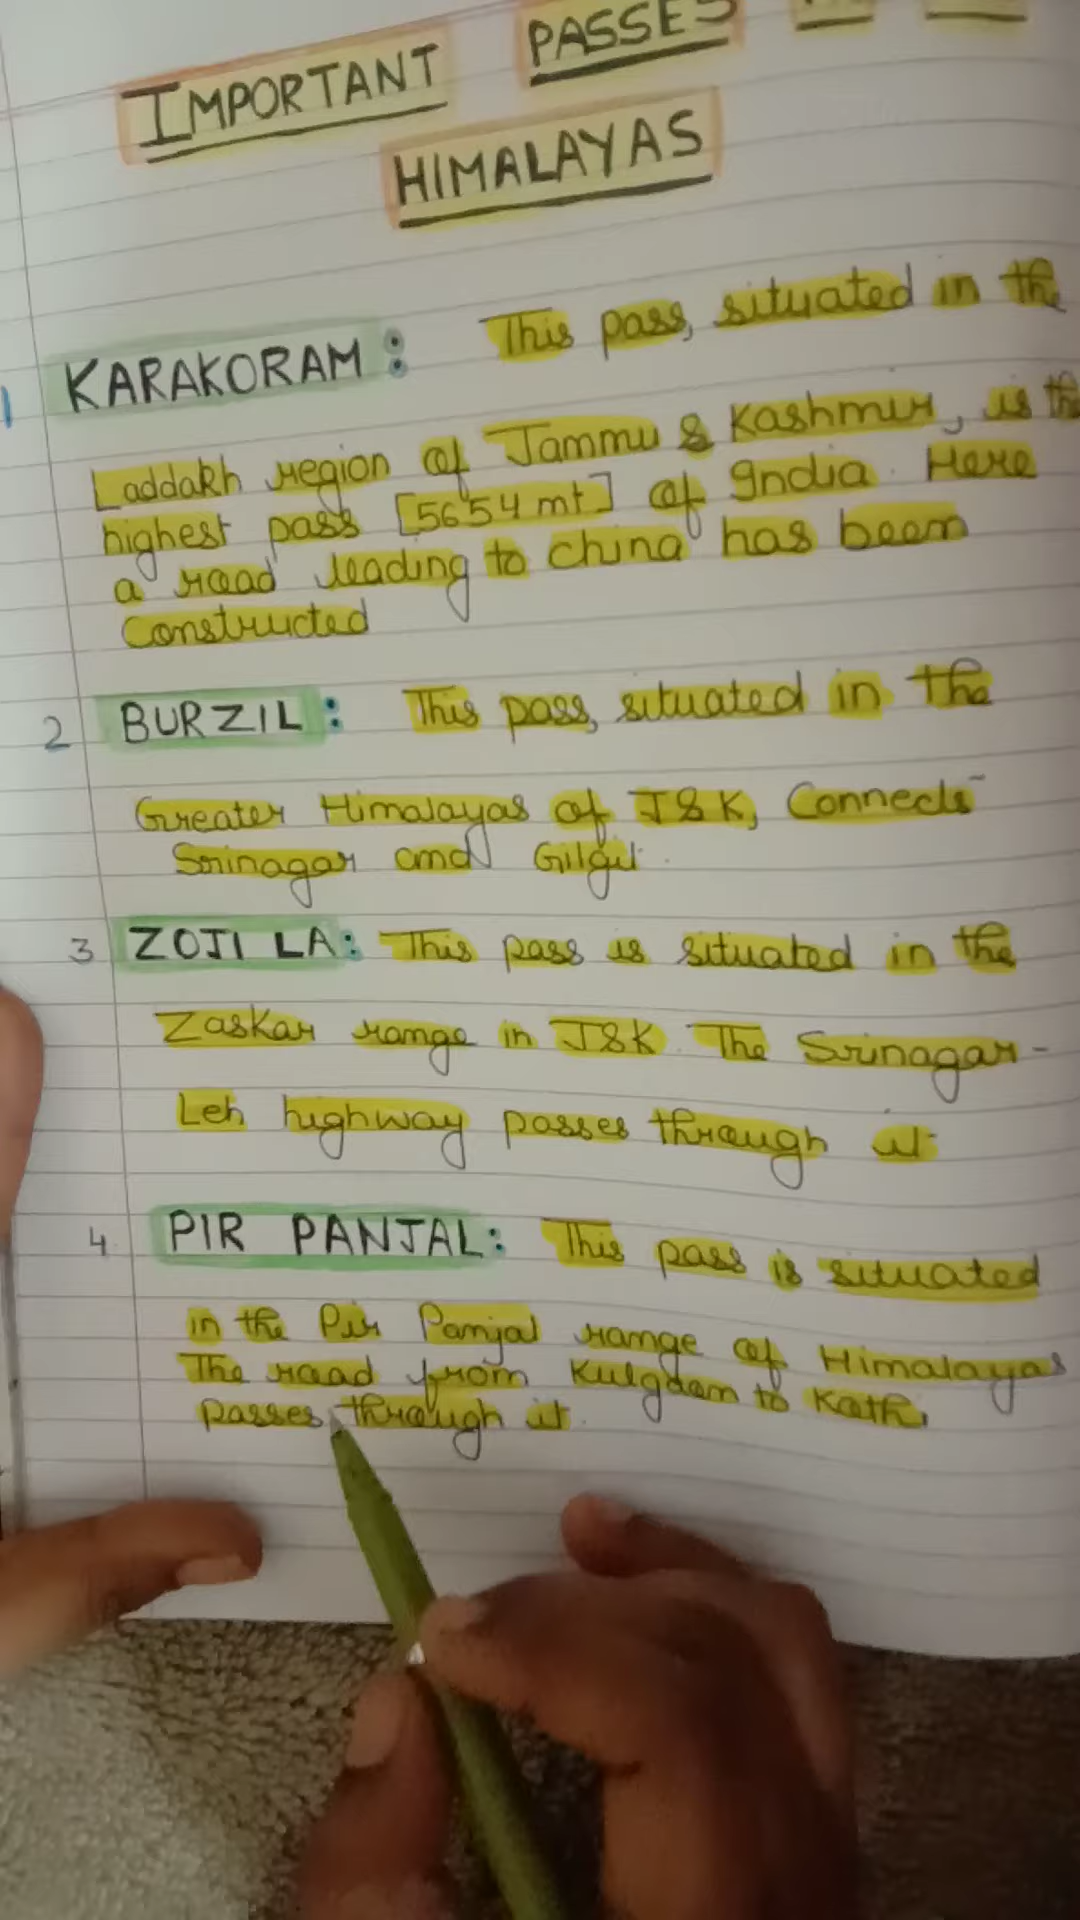 IMPORTANT PASSES
HIMALAYAS
1 KARAKORAM : This pass, situated in the
Laddakh region of Jammu & Kashmir, is the
highest pass [5654 mt] of India. Here
a road leading to china has been
constructed
2 BURZIL : This pass, situated in the
Greater Himalayas of J&K, Connects
Srinagar and Gilgit.
3 ZOJI LA : This pass is situated in the
Zaskar range in J&K. The Srinagar-
Leh highway passes through it
4. PIR PANJAL : This pass is situated
in the Pir Panjal range of Himalayas
The road from Kulgdam to Kothi
passes through it.